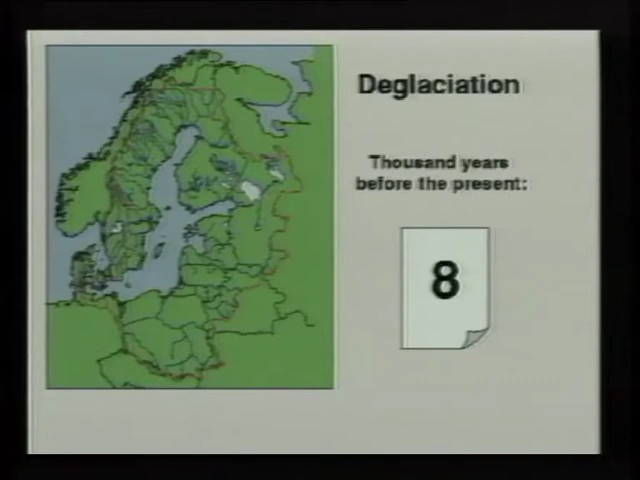 Deglaciation
Thousand years
before the present:
8